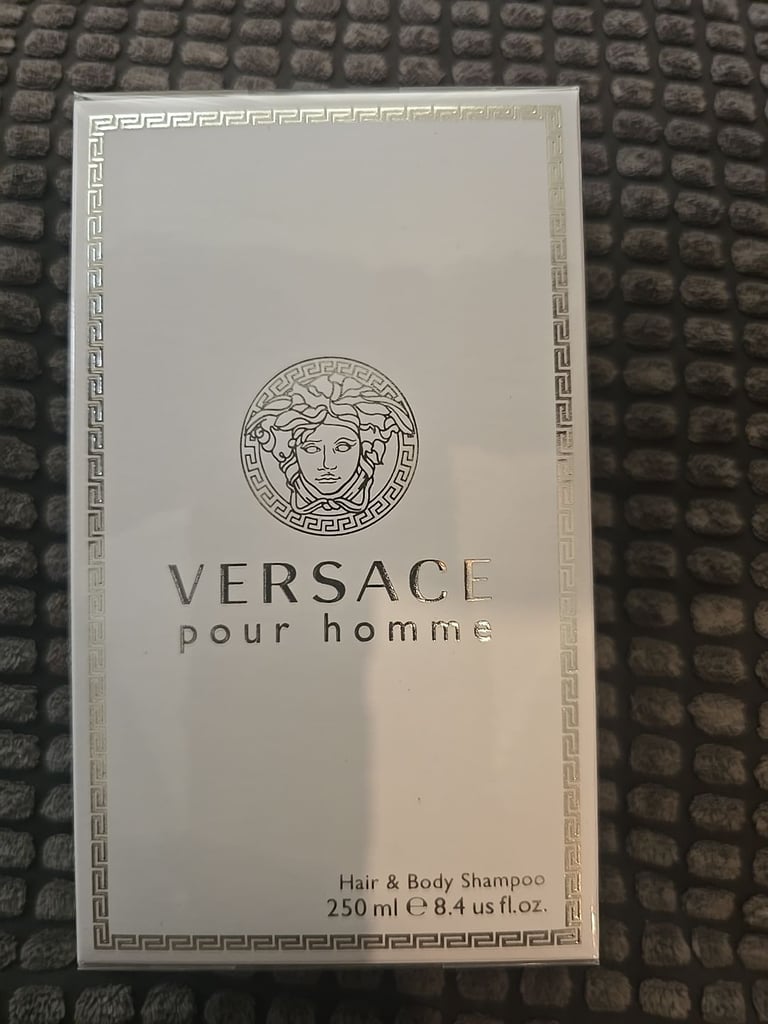 VERSACE
pour homme
Hair & Body Shampoo
250 ml ℮ 8.4 us fl.oz.